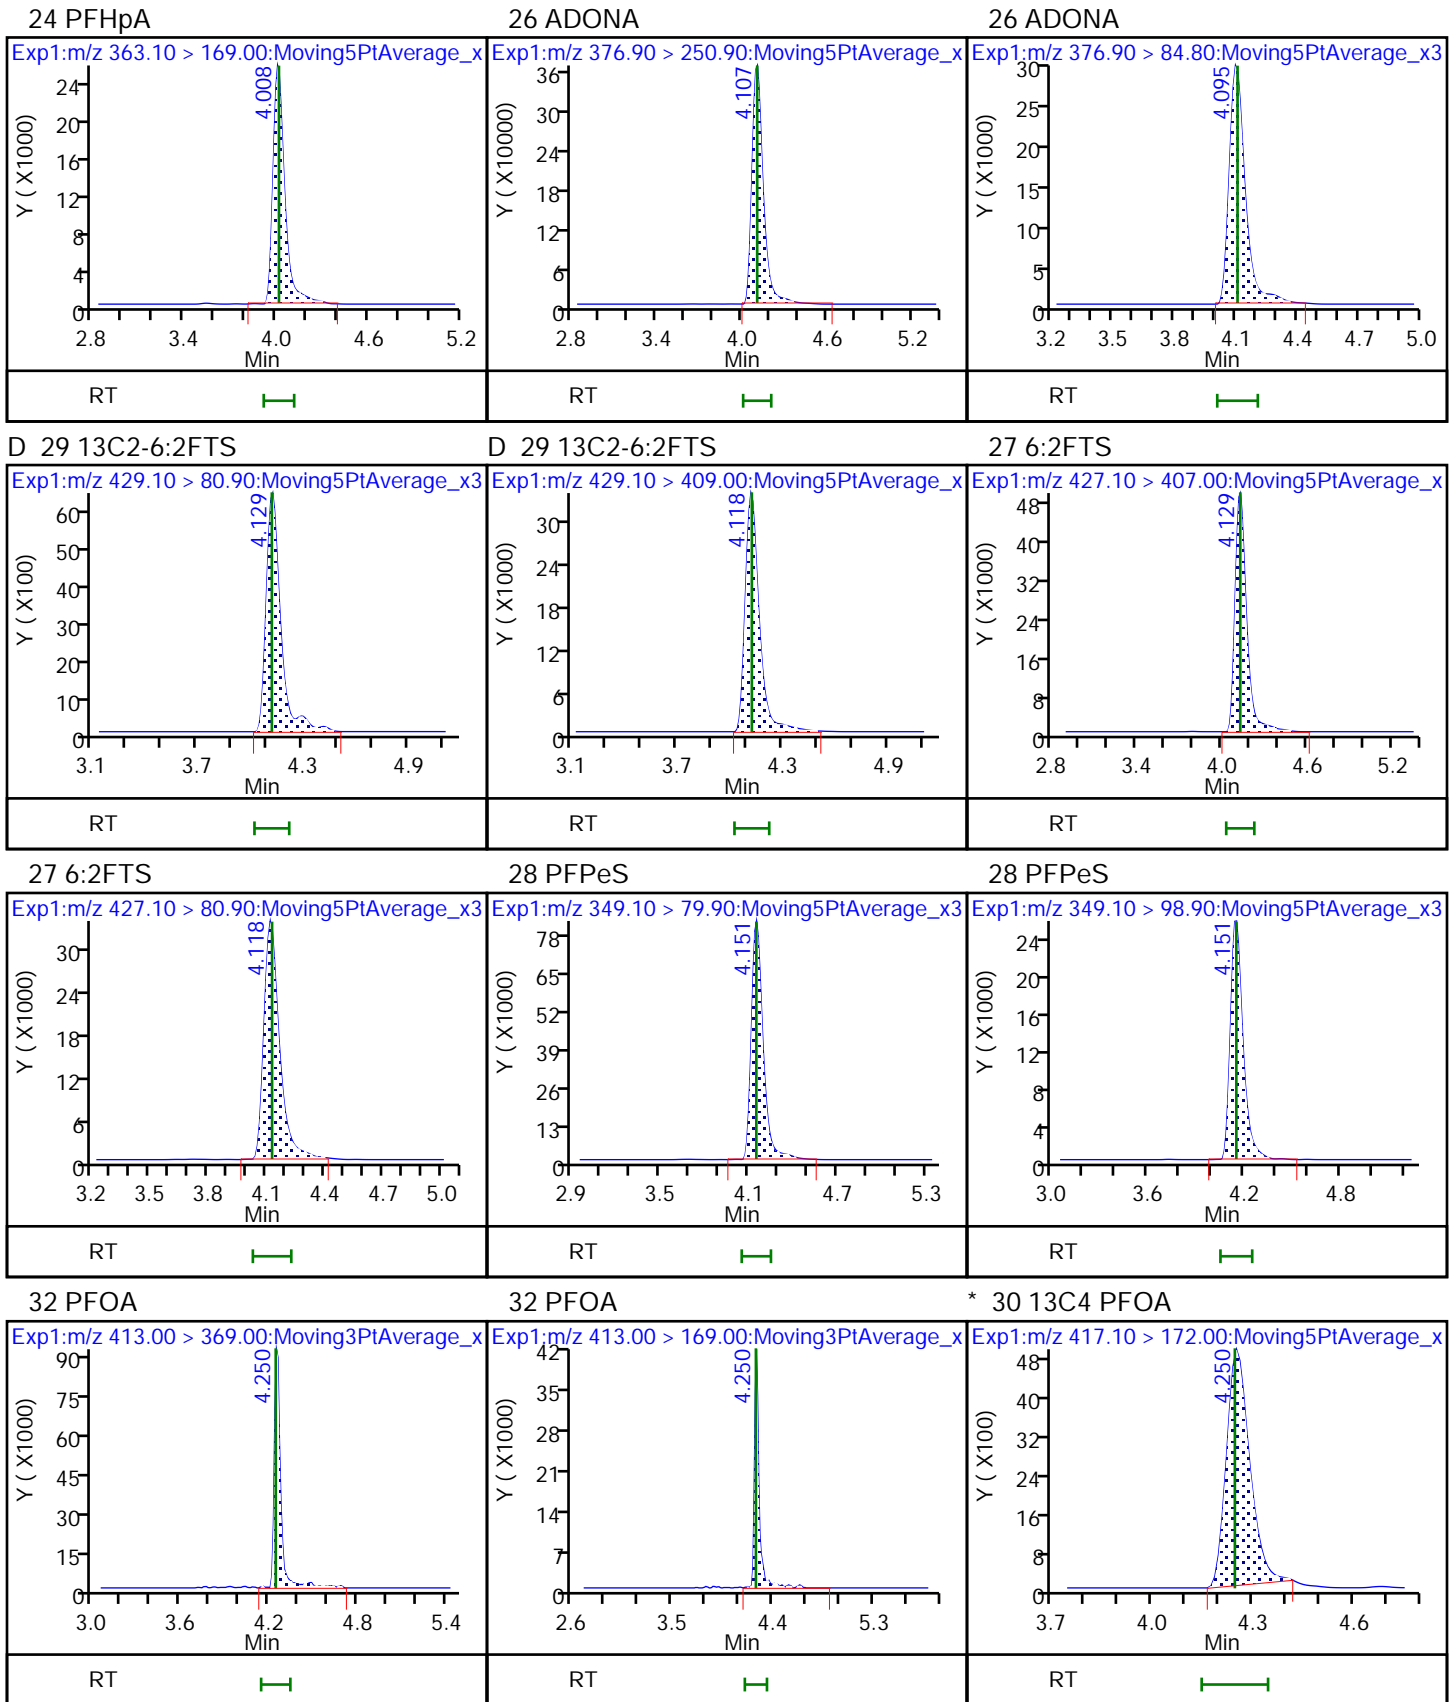 24 PFHpA
Exp1:m/z 363.10 > 169.00:Moving5PtAverage_x
4.008
Y ( X1000)
24
20
16
12
8
4
0
2.8 3.4 4.0 4.6 5.2
Min
RT
26 ADONA
Exp1:m/z 376.90 > 250.90:Moving5PtAverage_x
4.107
Y ( X10000)
36
30
24
18
12
6
0
2.8 3.4 4.0 4.6 5.2
Min
RT
26 ADONA
Exp1:m/z 376.90 > 84.80:Moving5PtAverage_x3
4.095
Y ( X1000)
30
25
20
15
10
5
0
3.2 3.5 3.8 4.1 4.4 4.7 5.0
Min
RT
D 29 13C2-6:2FTS
Exp1:m/z 429.10 > 80.90:Moving5PtAverage_x3
4.129
Y ( X100)
60
50
40
30
20
10
0
3.1 3.7 4.3 4.9
Min
RT
D 29 13C2-6:2FTS
Exp1:m/z 429.10 > 409.00:Moving5PtAverage_x
4.118
Y ( X1000)
30
24
18
12
6
0
3.1 3.7 4.3 4.9
Min
RT
27 6:2FTS
Exp1:m/z 427.10 > 407.00:Moving5PtAverage_x
4.129
Y ( X1000)
48
40
32
24
16
8
0
2.8 3.4 4.0 4.6 5.2
Min
RT
27 6:2FTS
Exp1:m/z 427.10 > 80.90:Moving5PtAverage_x3
4.118
Y ( X1000)
30
24
18
12
6
0
3.2 3.5 3.8 4.1 4.4 4.7 5.0
Min
RT
28 PFPeS
Exp1:m/z 349.10 > 79.90:Moving5PtAverage_x3
4.151
Y ( X1000)
78
65
52
39
26
13
0
2.9 3.5 4.1 4.7 5.3
Min
RT
28 PFPeS
Exp1:m/z 349.10 > 98.90:Moving5PtAverage_x3
4.151
Y ( X1000)
24
20
16
12
8
4
0
3.0 3.6 4.2 4.8
Min
RT
32 PFOA
Exp1:m/z 413.00 > 369.00:Moving3PtAverage_x
4.250
Y ( X1000)
90
75
60
45
30
15
0
3.0 3.6 4.2 4.8 5.4
Min
RT
32 PFOA
Exp1:m/z 413.00 > 169.00:Moving3PtAverage_x
4.250
Y ( X1000)
42
35
28
21
14
7
0
2.6 3.5 4.4 5.3
Min
RT
* 30 13C4 PFOA
Exp1:m/z 417.10 > 172.00:Moving5PtAverage_x
4.250
Y ( X100)
48
40
32
24
16
8
0
3.7 4.0 4.3 4.6
Min
RT